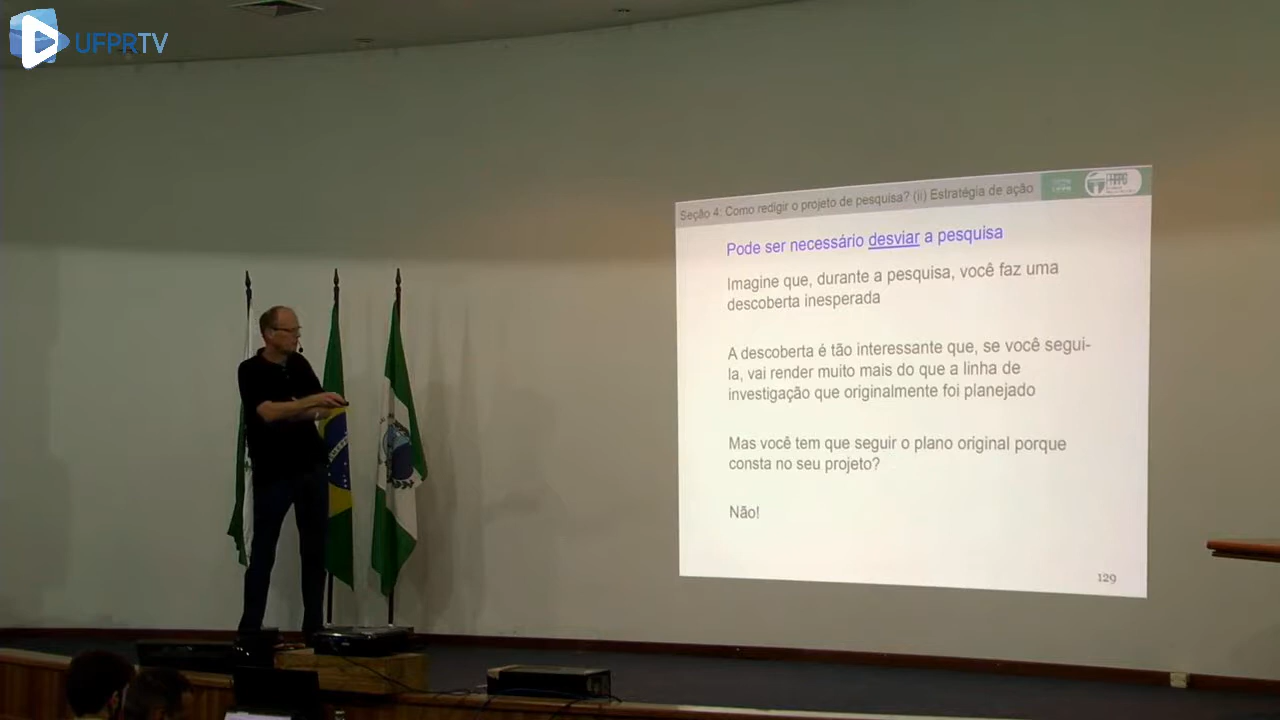 UFPRTV
Seção 4: Como redigir o projeto de pesquisa? (ii) Estratégia de ação
Pode ser necessário desviar a pesquisa
Imagine que, durante a pesquisa, você faz uma
descoberta inesperada
A descoberta é tão interessante que, se você segui-
la, vai render muito mais do que a linha de
investigação que originalmente foi planejado
Mas você tem que seguir o plano original porque
consta no seu projeto?
Não!
129